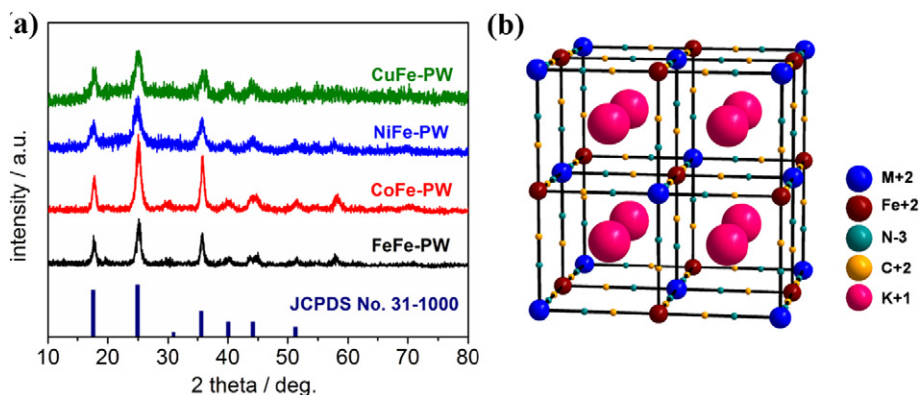 (a)
CuFe-PW
NiFe-PW
CoFe-PW
FeFe-PW
JCPDS No. 31-1000
intensity / a.u.
10 20 30 40 50 60 70 80
2 theta / deg.
(b)
M+2
Fe+2
N-3
C+2
K+1